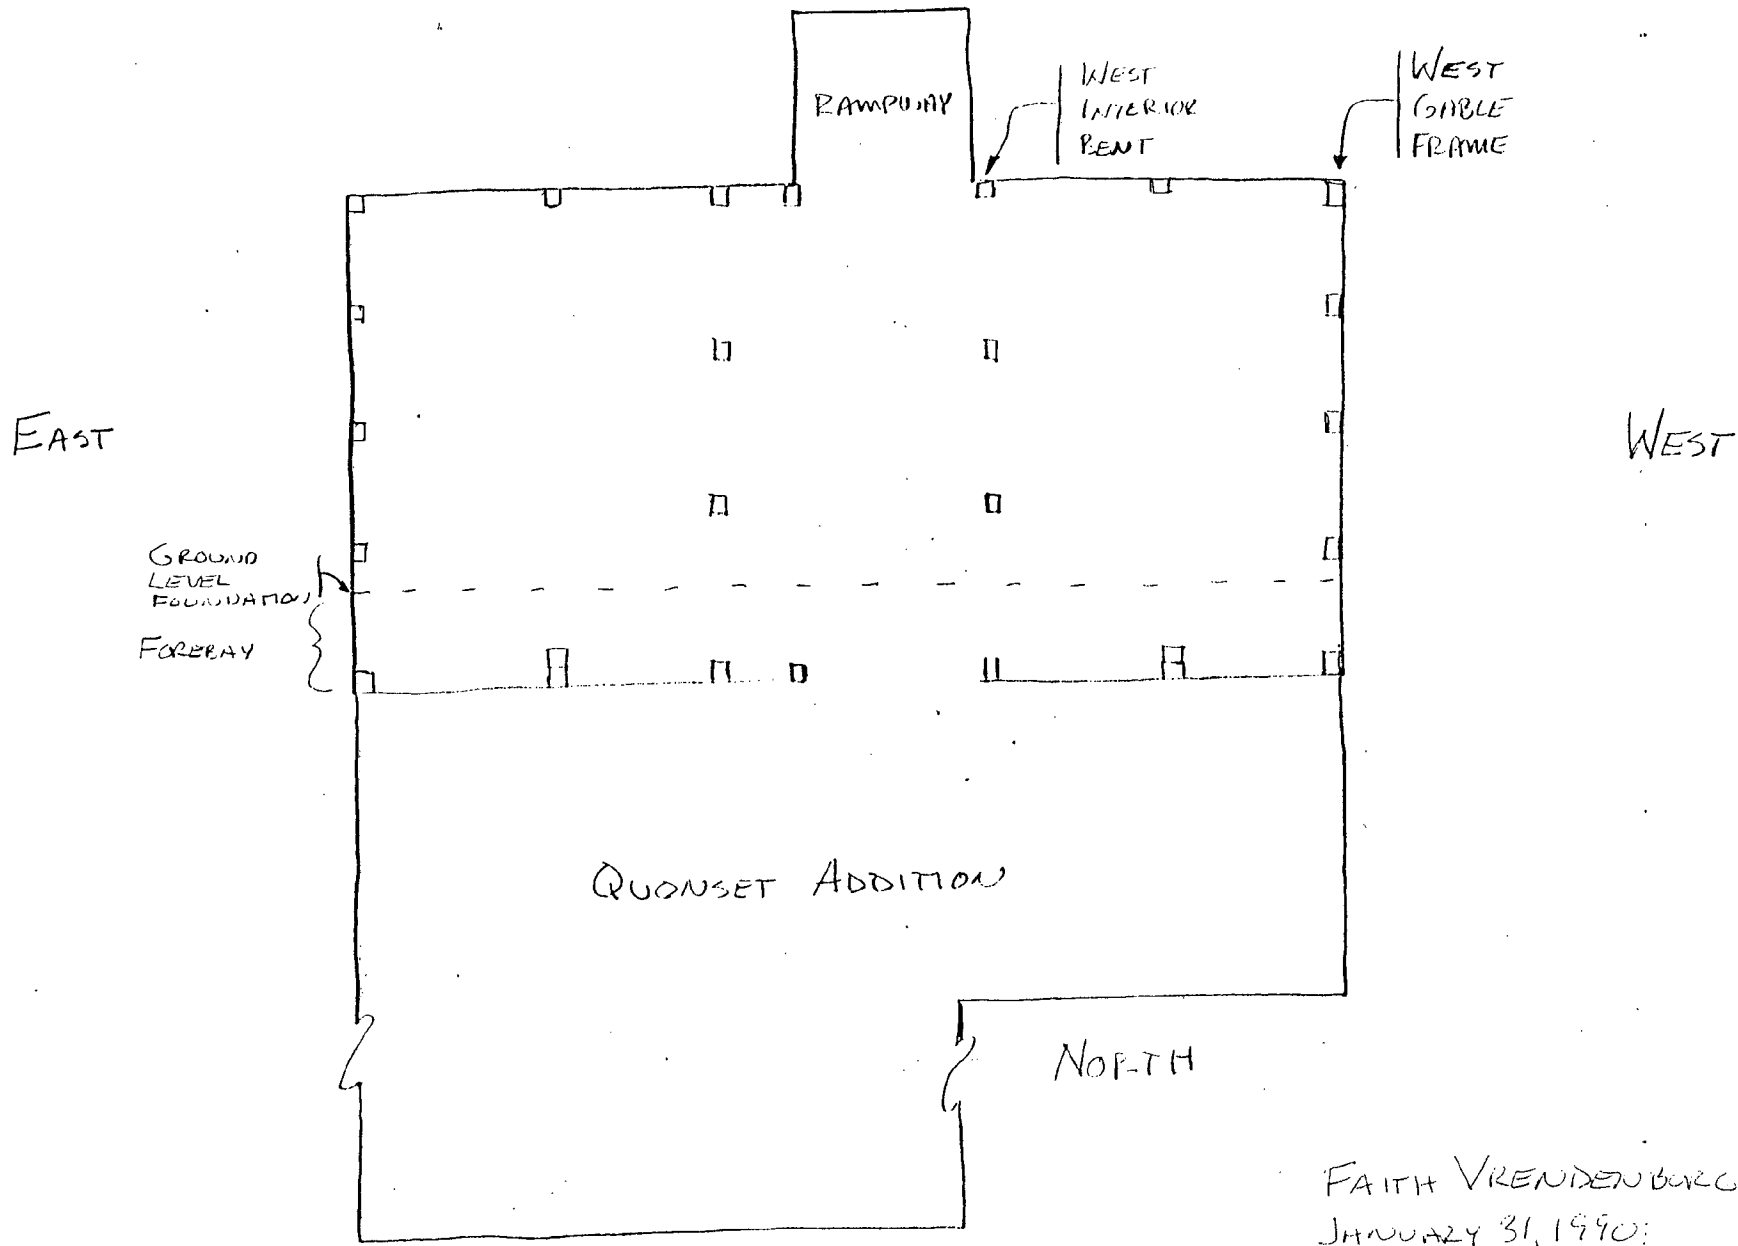 RAMPWAY
WEST
INTERIOR
BENT
WEST
GABLE
FRAME
EAST
WEST
GROUND
LEVEL
FOUNDATION
FOREBAY
QUONSET ADDITION
NORTH
FAITH VRENDENBURG
JANUARY 31, 1990